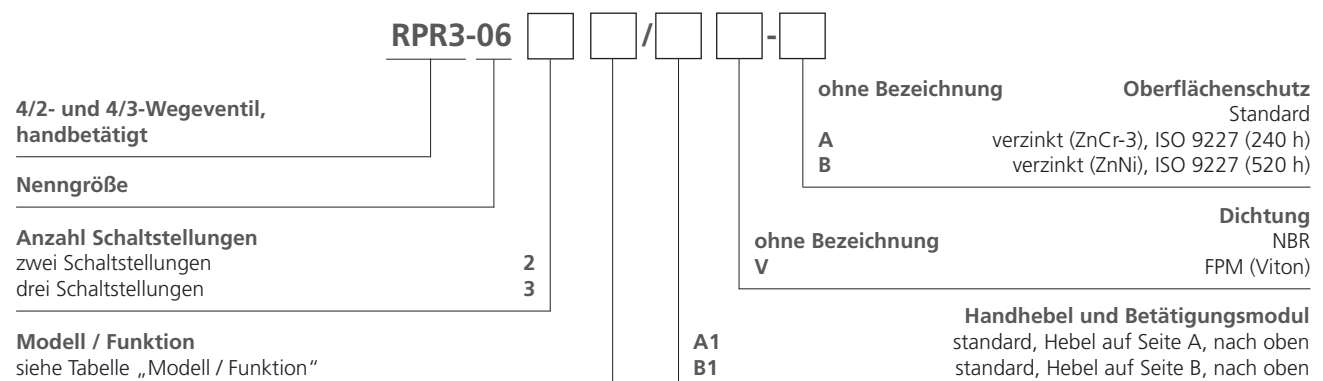 RPR3-06 / -
4/2- und 4/3-Wegeventil,
handbetätigt
Nenngröße
Anzahl Schaltstellungen
zwei Schaltstellungen 2
drei Schaltstellungen 3
Modell / Funktion
siehe Tabelle „Modell / Funktion“
ohne Bezeichnung Oberflächenschutz
Standard
A verzinkt (ZnCr-3), ISO 9227 (240 h)
B verzinkt (ZnNi), ISO 9227 (520 h)
Dichtung
ohne Bezeichnung NBR
V FPM (Viton)
Handhebel und Betätigungsmodul
A1 standard, Hebel auf Seite A, nach oben
B1 standard, Hebel auf Seite B, nach oben